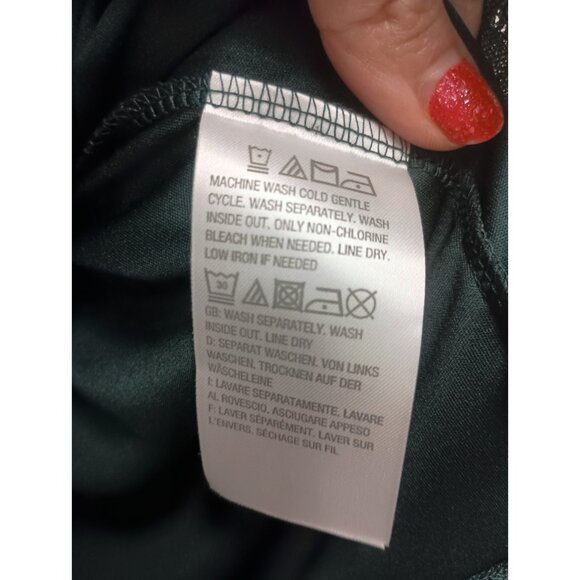 MACHINE WASH COLD GENTLE
CYCLE. WASH SEPARATELY. WASH
INSIDE OUT. ONLY NON-CHLORINE
BLEACH WHEN NEEDED. LINE DRY.
LOW IRON IF NEEDED
30
GB: WASH SEPARATELY. WASH
INSIDE OUT. LINE DRY
D: SEPARAT WASCHEN. VON LINKS
WASCHEN. TROCKNEN AUF DER
WÄSCHELEINE
I: LAVARE SEPARATAMENTE. LAVARE
AL ROVESCIO. ASCIUGARE APPESO
F: LAVER SÉPARÉMENT. LAVER SUR
L'ENVERS. SÉCHAGE SUR FIL